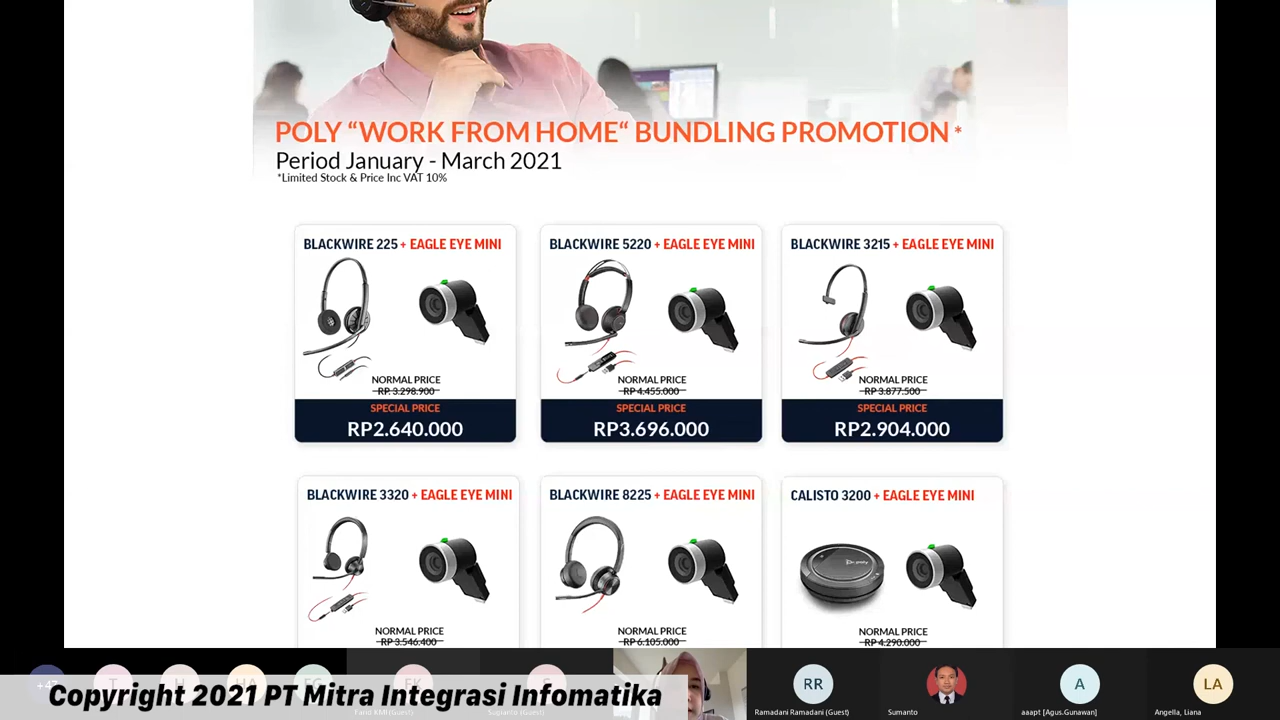 POLY “WORK FROM HOME“ BUNDLING PROMOTION *
Period January - March 2021
*Limited Stock & Price Inc VAT 10%
BLACKWIRE 225 + EAGLE EYE MINI
NORMAL PRICE
RP. 3.298.900
SPECIAL PRICE
RP2.640.000
BLACKWIRE 5220 + EAGLE EYE MINI
NORMAL PRICE
RP 4.455.000
SPECIAL PRICE
RP3.696.000
BLACKWIRE 3215 + EAGLE EYE MINI
NORMAL PRICE
RP 3.877.500
SPECIAL PRICE
RP2.904.000
BLACKWIRE 3320 + EAGLE EYE MINI
NORMAL PRICE
RP 3.546.400
BLACKWIRE 8225 + EAGLE EYE MINI
NORMAL PRICE
RP 6.105.000
CALISTO 3200 + EAGLE EYE MINI
poly
NORMAL PRICE
RP 4.290.000
Copyright 2021 PT Mitra Integrasi Infomatika
RR
Ramadani Ramadani (Guest)
Sumanto
A
aaapt [Agus.Gunawan]
LA
Angella, Liana